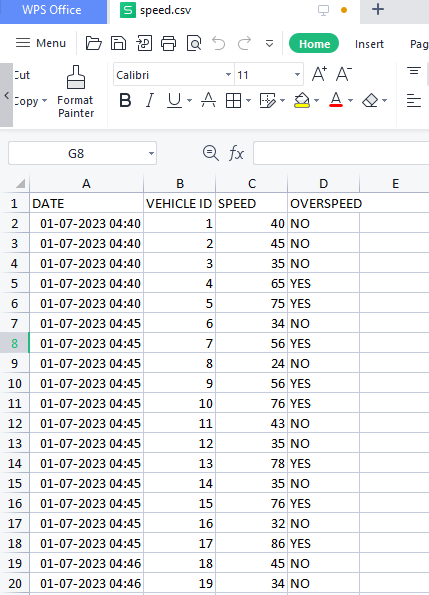 WPS Office speed.csv +
Menu Home Insert Pag
Cut Calibri 11 A+ A-
Copy Format Painter B I U A A
G8 fx
A B C D E
1 DATE VEHICLE ID SPEED OVERSPEED
2 01-07-2023 04:40 1 40 NO
3 01-07-2023 04:40 2 45 NO
4 01-07-2023 04:40 3 35 NO
5 01-07-2023 04:40 4 65 YES
6 01-07-2023 04:40 5 75 YES
7 01-07-2023 04:45 6 34 NO
8 01-07-2023 04:45 7 56 YES
9 01-07-2023 04:45 8 24 NO
10 01-07-2023 04:45 9 56 YES
11 01-07-2023 04:45 10 76 YES
12 01-07-2023 04:45 11 43 NO
13 01-07-2023 04:45 12 35 NO
14 01-07-2023 04:45 13 78 YES
15 01-07-2023 04:45 14 35 NO
16 01-07-2023 04:45 15 76 YES
17 01-07-2023 04:45 16 32 NO
18 01-07-2023 04:45 17 86 YES
19 01-07-2023 04:46 18 45 NO
20 01-07-2023 04:46 19 34 NO